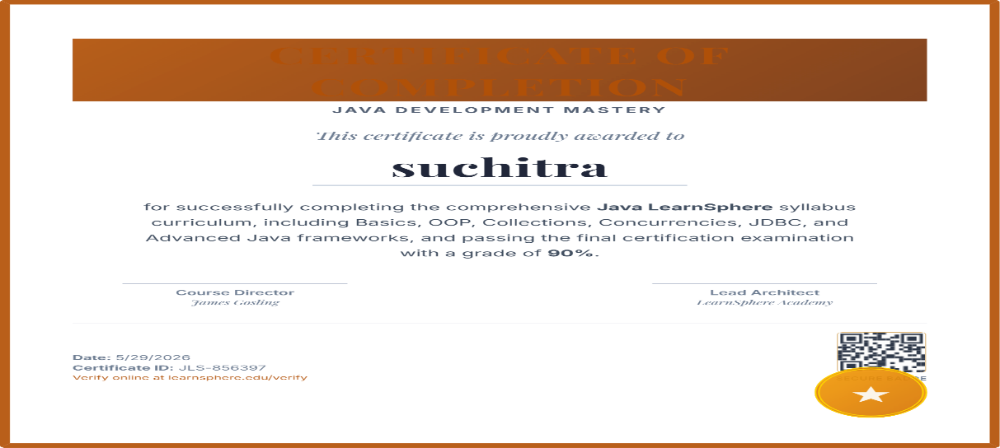 CERTIFICATE OF
COMPLETION
JAVA DEVELOPMENT MASTERY
This certificate is proudly awarded to
suchitra
for successfully completing the comprehensive Java LearnSphere syllabus
curriculum, including Basics, OOP, Collections, Concurrencies, JDBC, and
Advanced Java frameworks, and passing the final certification examination
with a grade of 90%.
Course Director
James Gosling
Lead Architect
LearnSphere Academy
Date: 5/29/2026
Certificate ID: JLS-856397
Verify online at learnsphere.edu/verify
SECURE